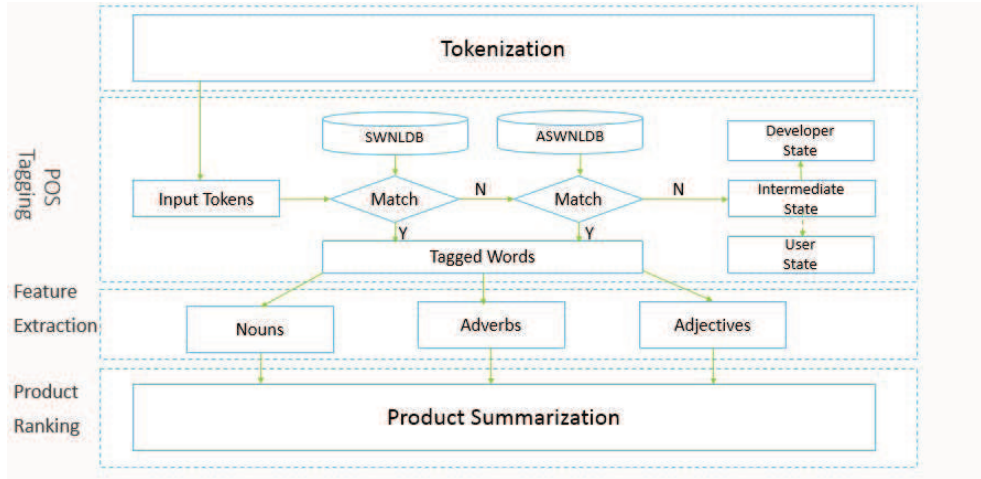 Tokenization
POS
Tagging
SWNLDB
ASWNLDB
Developer
State
Input Tokens
Match
N
Match
N
Intermediate
State
Y
Y
Tagged Words
User
State
Feature
Extraction
Nouns
Adverbs
Adjectives
Product
Ranking
Product Summarization